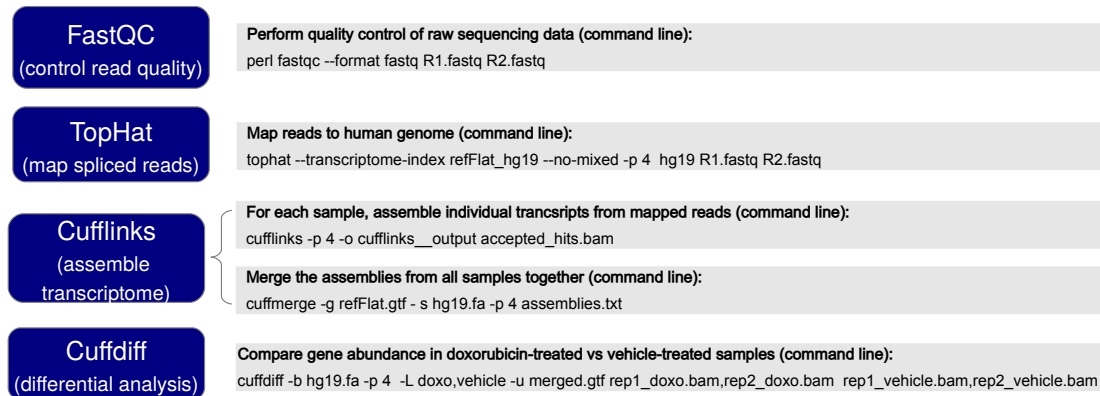 FastQC
(control read quality)
Perform quality control of raw sequencing data (command line):
perl fastqc --format fastq R1.fastq R2.fastq
TopHat
(map spliced reads)
Map reads to human genome (command line):
tophat --transcriptome-index refFlat_hg19 --no-mixed -p 4 hg19 R1.fastq R2.fastq
Cufflinks
(assemble
transcriptome)
For each sample, assemble individual trancsripts from mapped reads (command line):
cufflinks -p 4 -o cufflinks__output accepted_hits.bam
Merge the assemblies from all samples together (command line):
cuffmerge -g refFlat.gtf - s hg19.fa -p 4 assemblies.txt
Cuffdiff
(differential analysis)
Compare gene abundance in doxorubicin-treated vs vehicle-treated samples (command line):
cuffdiff -b hg19.fa -p 4 -L doxo,vehicle -u merged.gtf rep1_doxo.bam,rep2_doxo.bam rep1_vehicle.bam,rep2_vehicle.bam